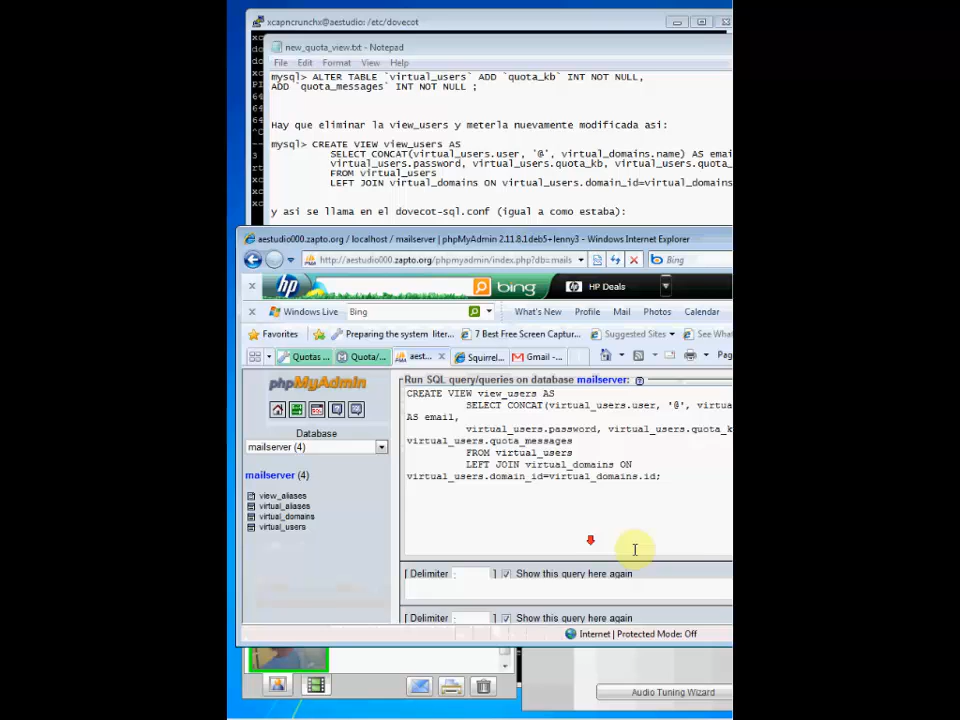 xcapncrunchx@aestudio: /etc/dovecot
new_quota_view.txt - Notepad
File Edit Format View Help
mysql> ALTER TABLE `virtual_users` ADD `quota_kb` INT NOT NULL,
ADD `quota_messages` INT NOT NULL ;
Hay que eliminar la view_users y meterla nuevamente modificada asi:
mysql> CREATE VIEW view_users AS
SELECT CONCAT(virtual_users.user, '@', virtual_domains.name) AS emai
virtual_users.password, virtual_users.quota_kb, virtual_users.quota_
FROM virtual_users
LEFT JOIN virtual_domains ON virtual_users.domain_id=virtual_domains
y asi se llama en el dovecot-sql.conf (igual a como estaba):
aestudio000.zapto.org / localhost / mailserver | phpMyAdmin 2.11.8.1deb5+lenny3 - Windows Internet Explorer
http://aestudio000.zapto.org/phpmyadmin/index.php?db=mails
Bing
hp
bing
HP Deals
Windows Live
Bing
What's New Profile Mail Photos Calendar
Favorites
Preparing the system liter...
7 Best Free Screen Captur...
Suggested Sites
See Wha
Quotas ...
Quota/...
aest...
Squirrel...
Gmail -...
Pag
phpMyAdmin
Database
mailserver (4)
mailserver (4)
view_aliases
virtual_aliases
virtual_domains
virtual_users
Run SQL query/queries on database mailserver:
CREATE VIEW view_users AS
SELECT CONCAT(virtual_users.user, '@', virtua
AS email,
virtual_users.password, virtual_users.quota_k
virtual_users.quota_messages
FROM virtual_users
LEFT JOIN virtual_domains ON
virtual_users.domain_id=virtual_domains.id;
[ Delimiter ; ] Show this query here again
[ Delimiter ; ] Show this query here again
Internet | Protected Mode: Off
Audio Tuning Wizard